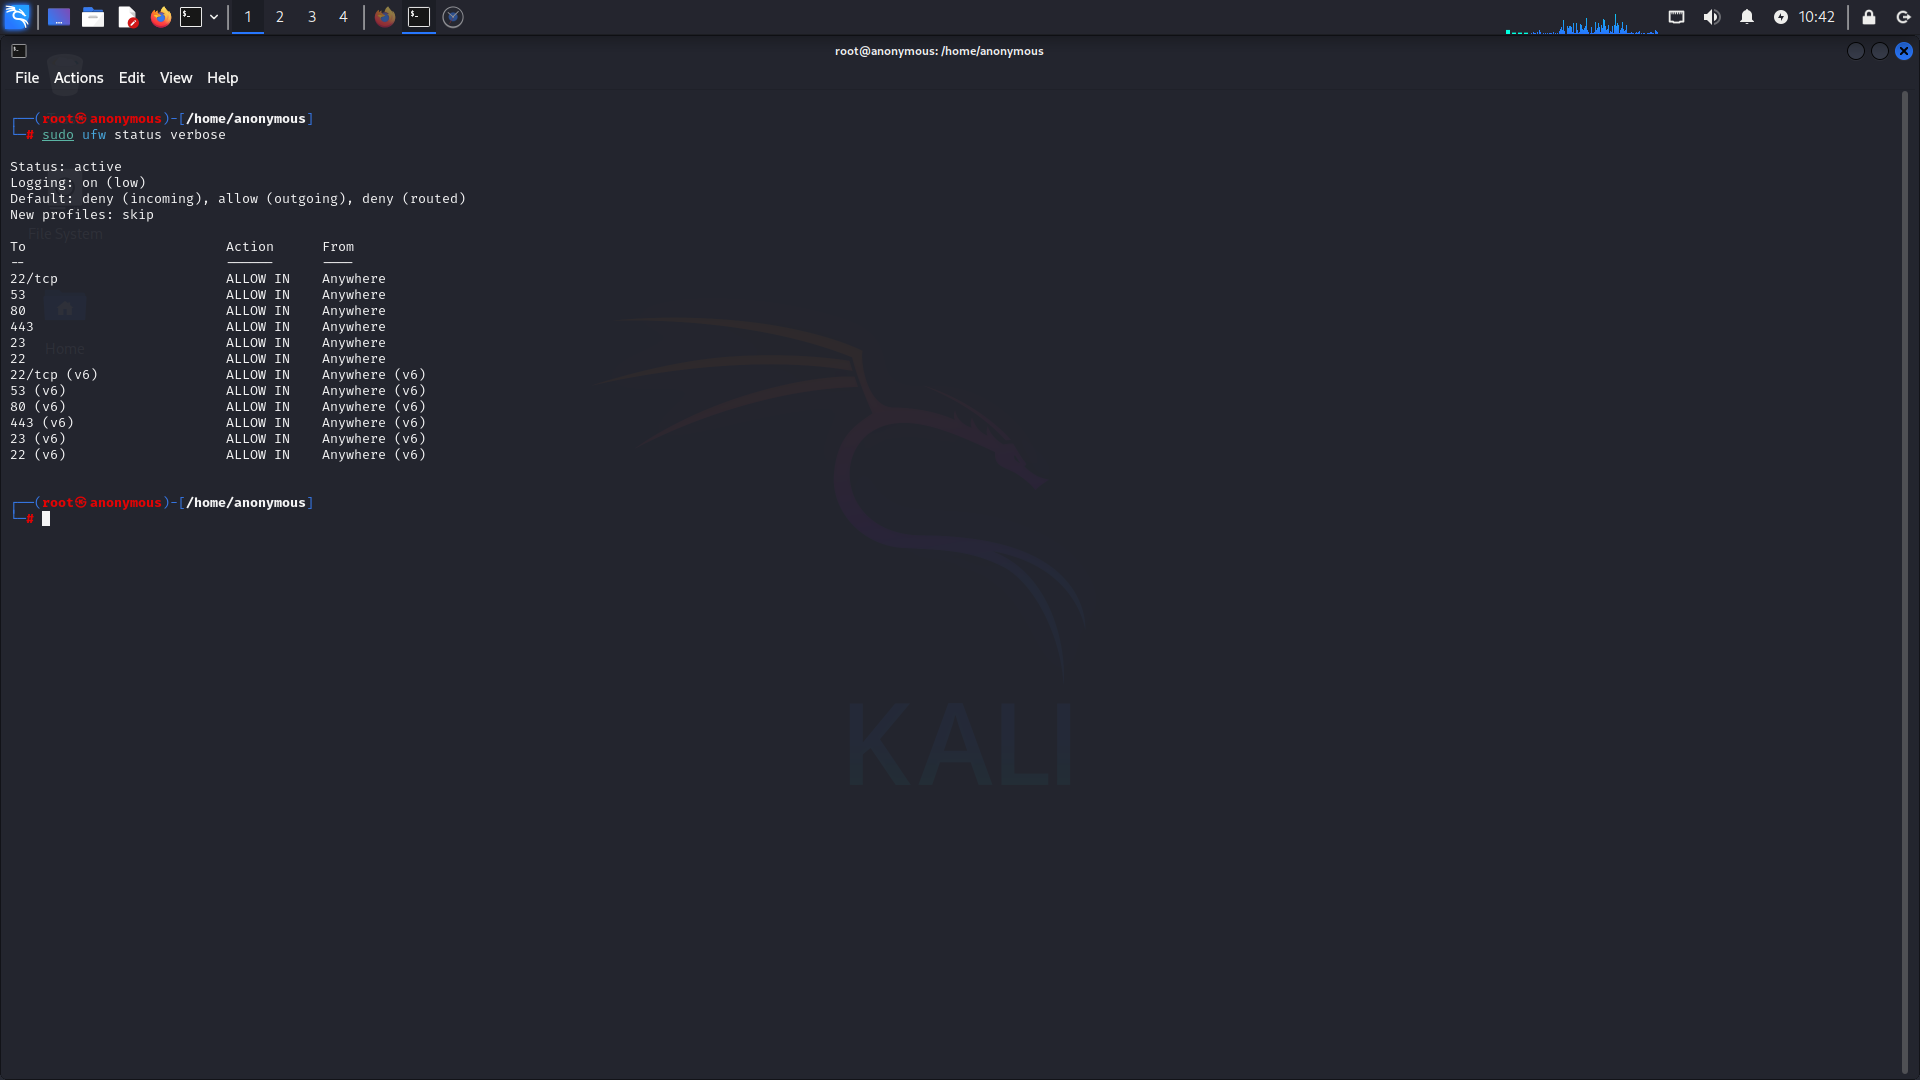 1 2 3 4 10:42
root@anonymous: /home/anonymous
File Actions Edit View Help
┌──(root㉿anonymous)-[/home/anonymous]
└─# sudo ufw status verbose
Status: active
Logging: on (low)
Default: deny (incoming), allow (outgoing), deny (routed)
New profiles: skip
File System
To Action From
-- ------ ----
22/tcp ALLOW IN Anywhere
53 ALLOW IN Anywhere
80 ALLOW IN Anywhere
443 ALLOW IN Anywhere
23 ALLOW IN Anywhere
Home
22 ALLOW IN Anywhere
22/tcp (v6) ALLOW IN Anywhere (v6)
53 (v6) ALLOW IN Anywhere (v6)
80 (v6) ALLOW IN Anywhere (v6)
443 (v6) ALLOW IN Anywhere (v6)
23 (v6) ALLOW IN Anywhere (v6)
22 (v6) ALLOW IN Anywhere (v6)
┌──(root㉿anonymous)-[/home/anonymous]
└─#
KALI